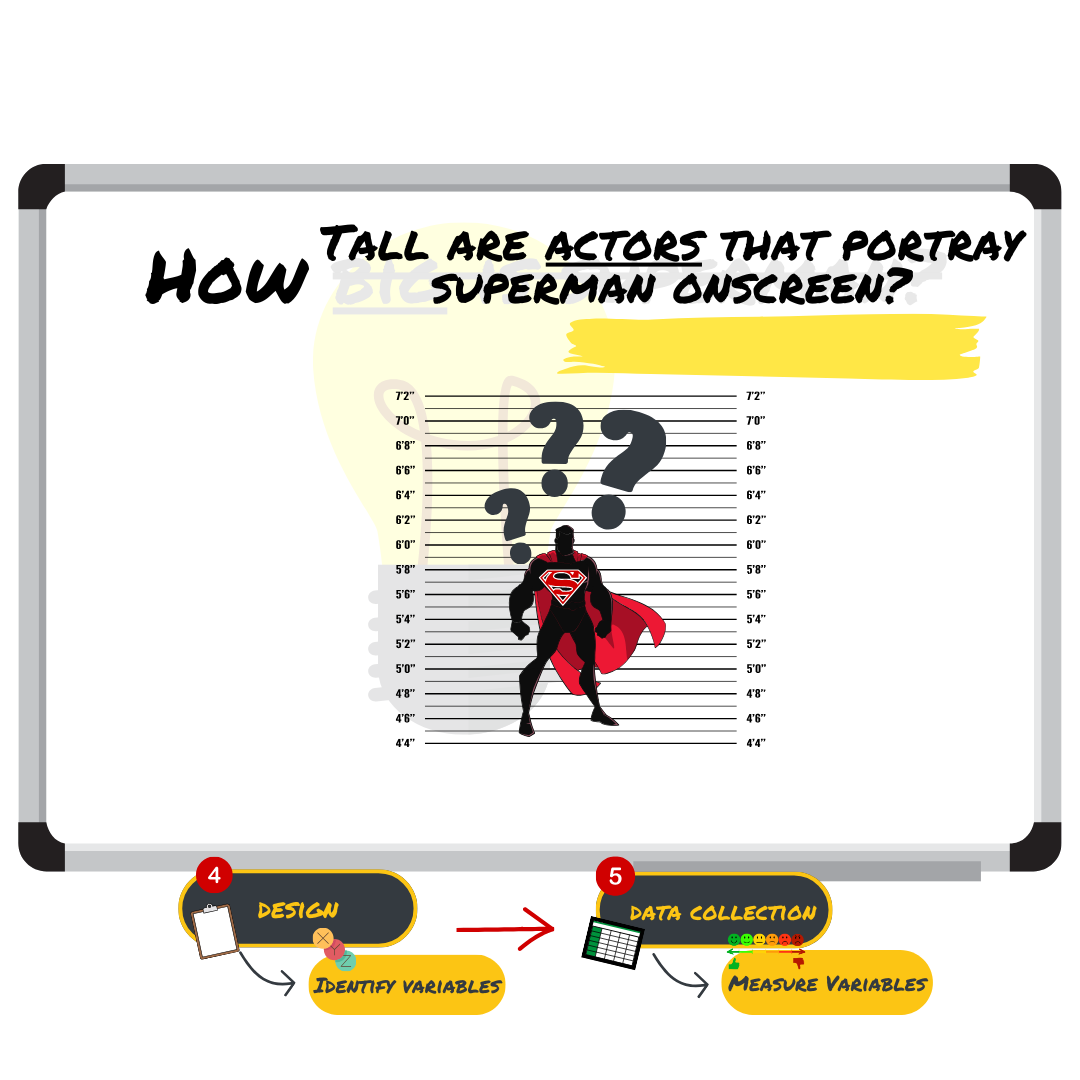 How
Tall are actors that portray
superman onscreen?
big is
7'2" 7'2"
7'0" 7'0"
6'8" 6'8"
6'6" 6'6"
6'4" 6'4"
6'2" 6'2"
6'0" 6'0"
5'8" 5'8"
5'6" 5'6"
5'4" 5'4"
5'2" 5'2"
5'0" 5'0"
4'8" 4'8"
4'6" 4'6"
4'4" 4'4"
? ? ?
S
4
design
X
Y
Z
Identify variables
5
data collection
Measure Variables